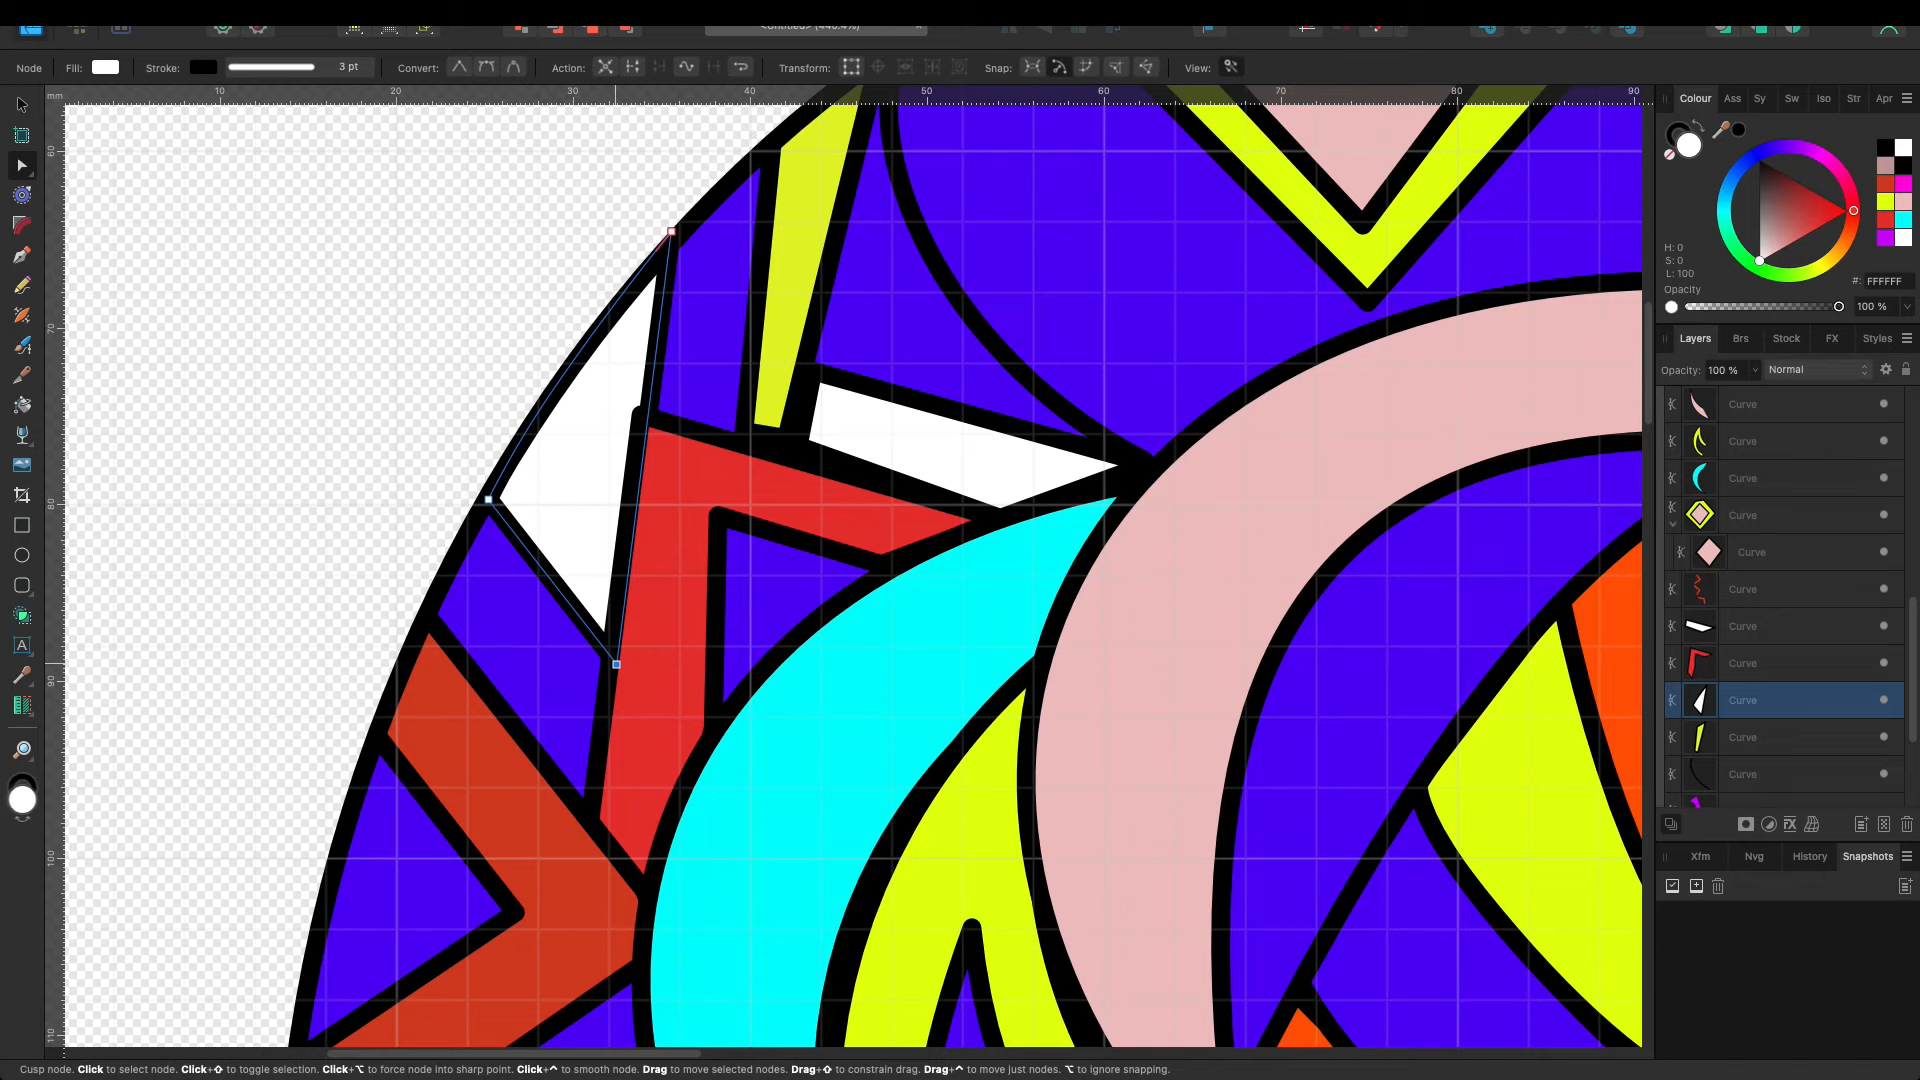 <Untitled> (440.4%)
Node Fill: Stroke: 3 pt Convert: Action: Transform: Snap: View:
mm 10 20 30 40 50 60 70 80 90
60
70
80
90
100
110
Colour Ass Sy Sw Iso Str Apr
H: 0
S: 0
L: 100
#: FFFFFF
Opacity
100 %
Layers Brs Stock FX Styles
Opacity: 100 % Normal
Curve
Curve
Curve
Curve
Curve
Curve
Curve
Curve
Curve
Curve
Curve
Xfm Nvg History Snapshots
Cusp node. Click to select node. Click+⇧ to toggle selection. Click+⌥ to force node into sharp point. Click+^ to smooth node. Drag to move selected nodes. Drag+⇧ to constrain drag. Drag+^ to move just nodes. ⌥ to ignore snapping.